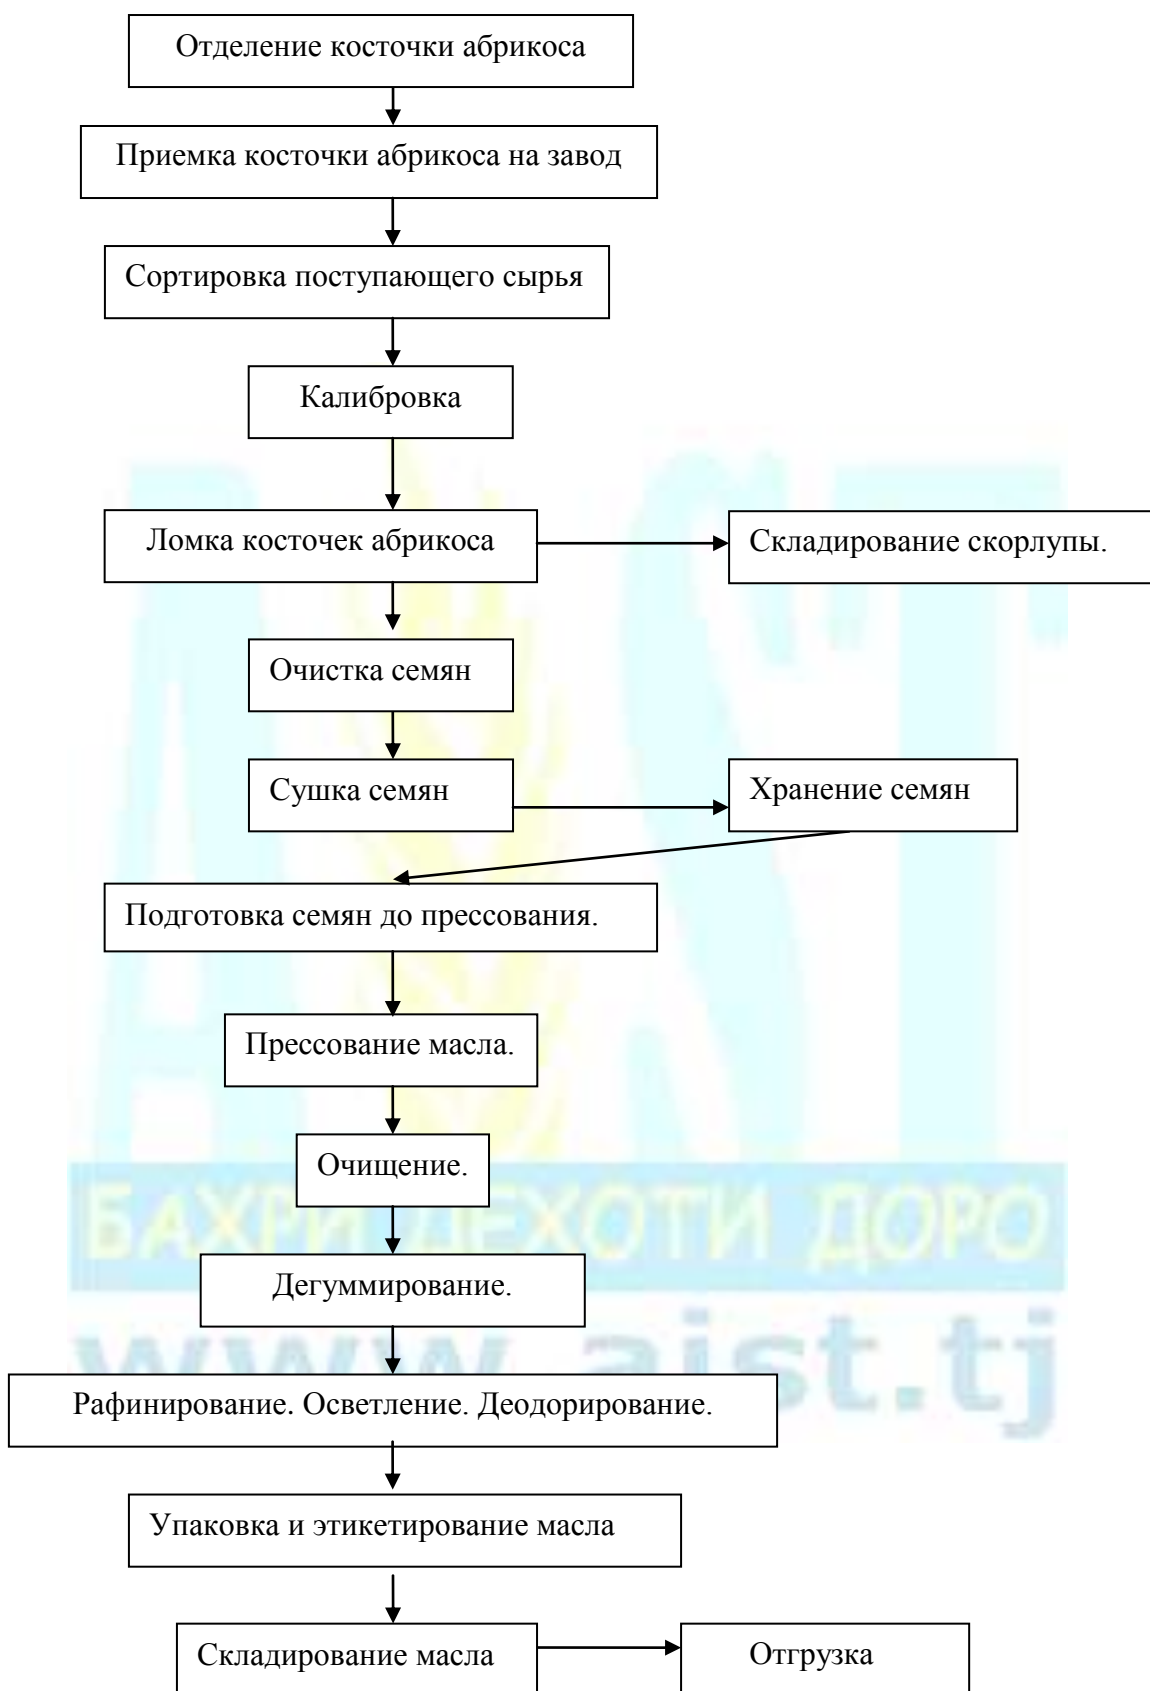 Отделение косточки абрикоса
Приемка косточки абрикоса на завод
Сортировка поступающего сырья
Калибровка
Ломка косточек абрикоса
Складирование скорлупы.
Очистка семян
Сушка семян
Хранение семян
Подготовка семян до прессования.
Прессование масла.
Очищение.
БАХРИ ДЕХОТИ ДОРО
Дегуммирование.
www.aist.tj
Рафинирование. Осветление. Деодорирование.
Упаковка и этикетирование масла
Складирование масла
Отгрузка